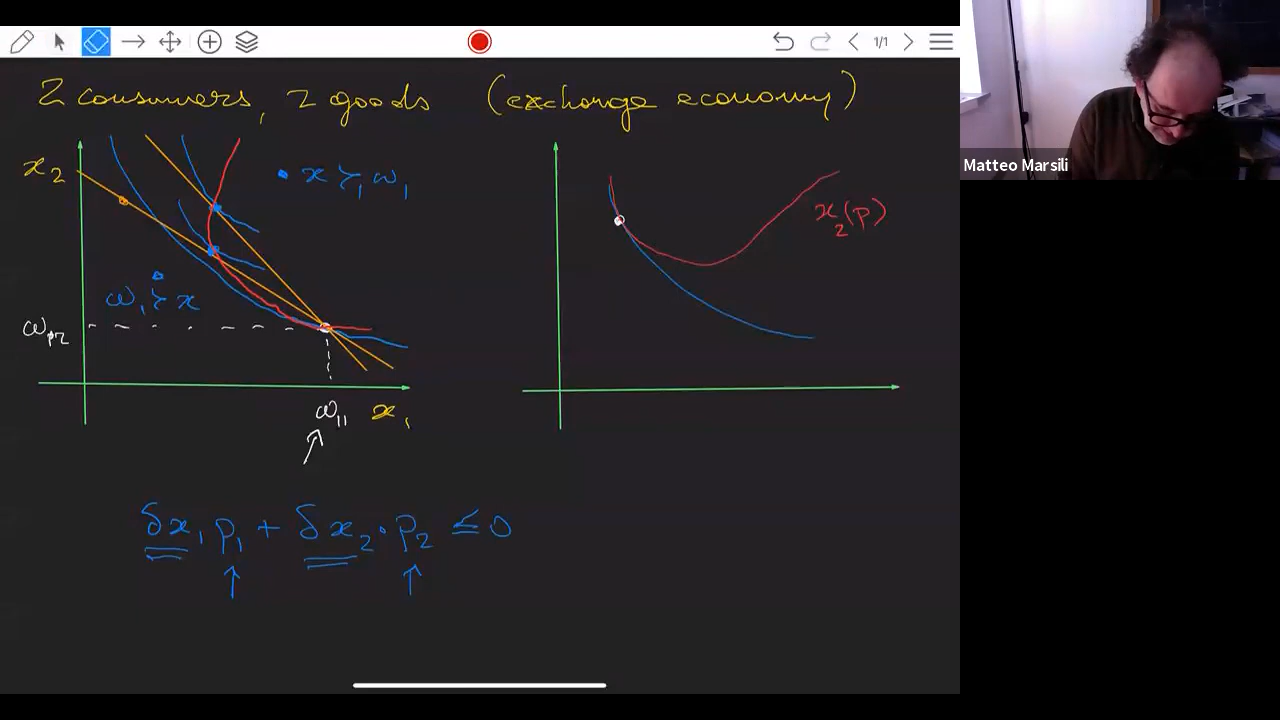 2 consumers, 2 goods (exchange economy)
x₂
• x ≻₁ ω₁
x₂(p)
ω₁ ≻ x
ω₁₂
ω₁₁ x₁
δx₁ p₁ + δx₂ · p₂ ≤ 0
1/1
Matteo Marsili